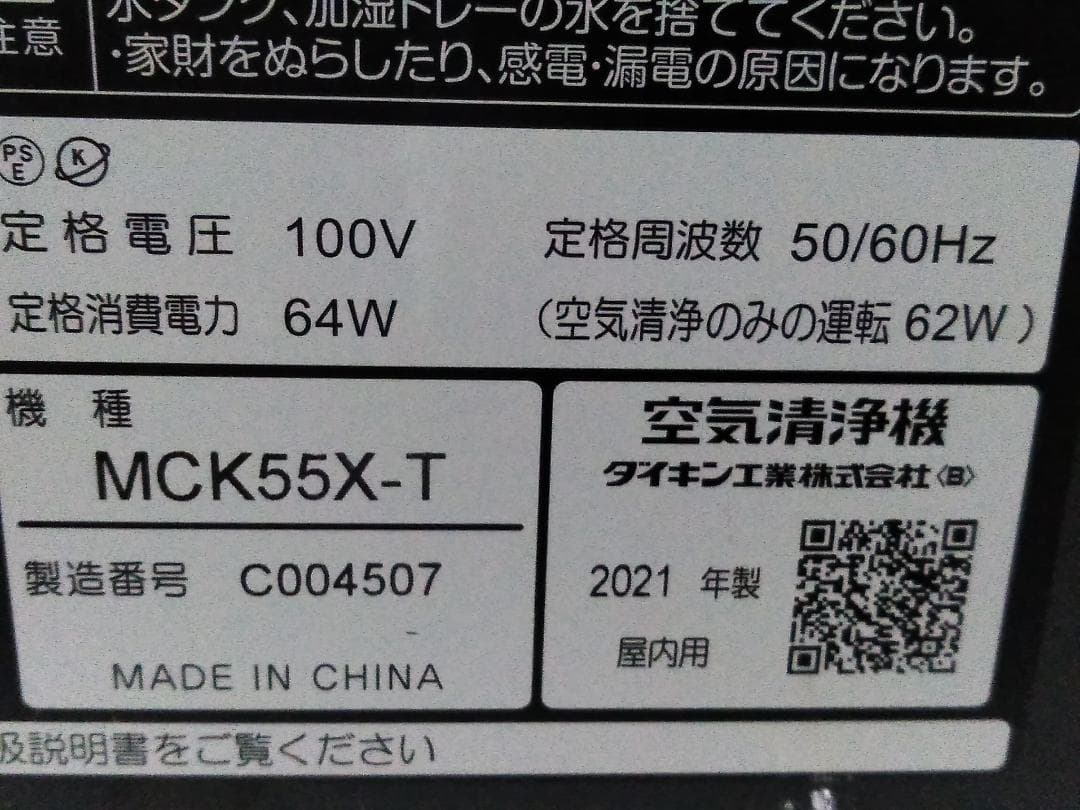 注意
水タンク、加湿トレーの水を捨ててください。
・家財をぬらしたり、感電・漏電の原因になります。
PS
E
K
定格電圧 100V 定格周波数 50/60Hz
定格消費電力 64W (空気清浄のみの運転 62W)
機種
MCK55X-T
製造番号 C004507
MADE IN CHINA
空気清浄機
ダイキン工業株式会社〈B〉
2021 年製
屋内用
扱説明書をご覧ください